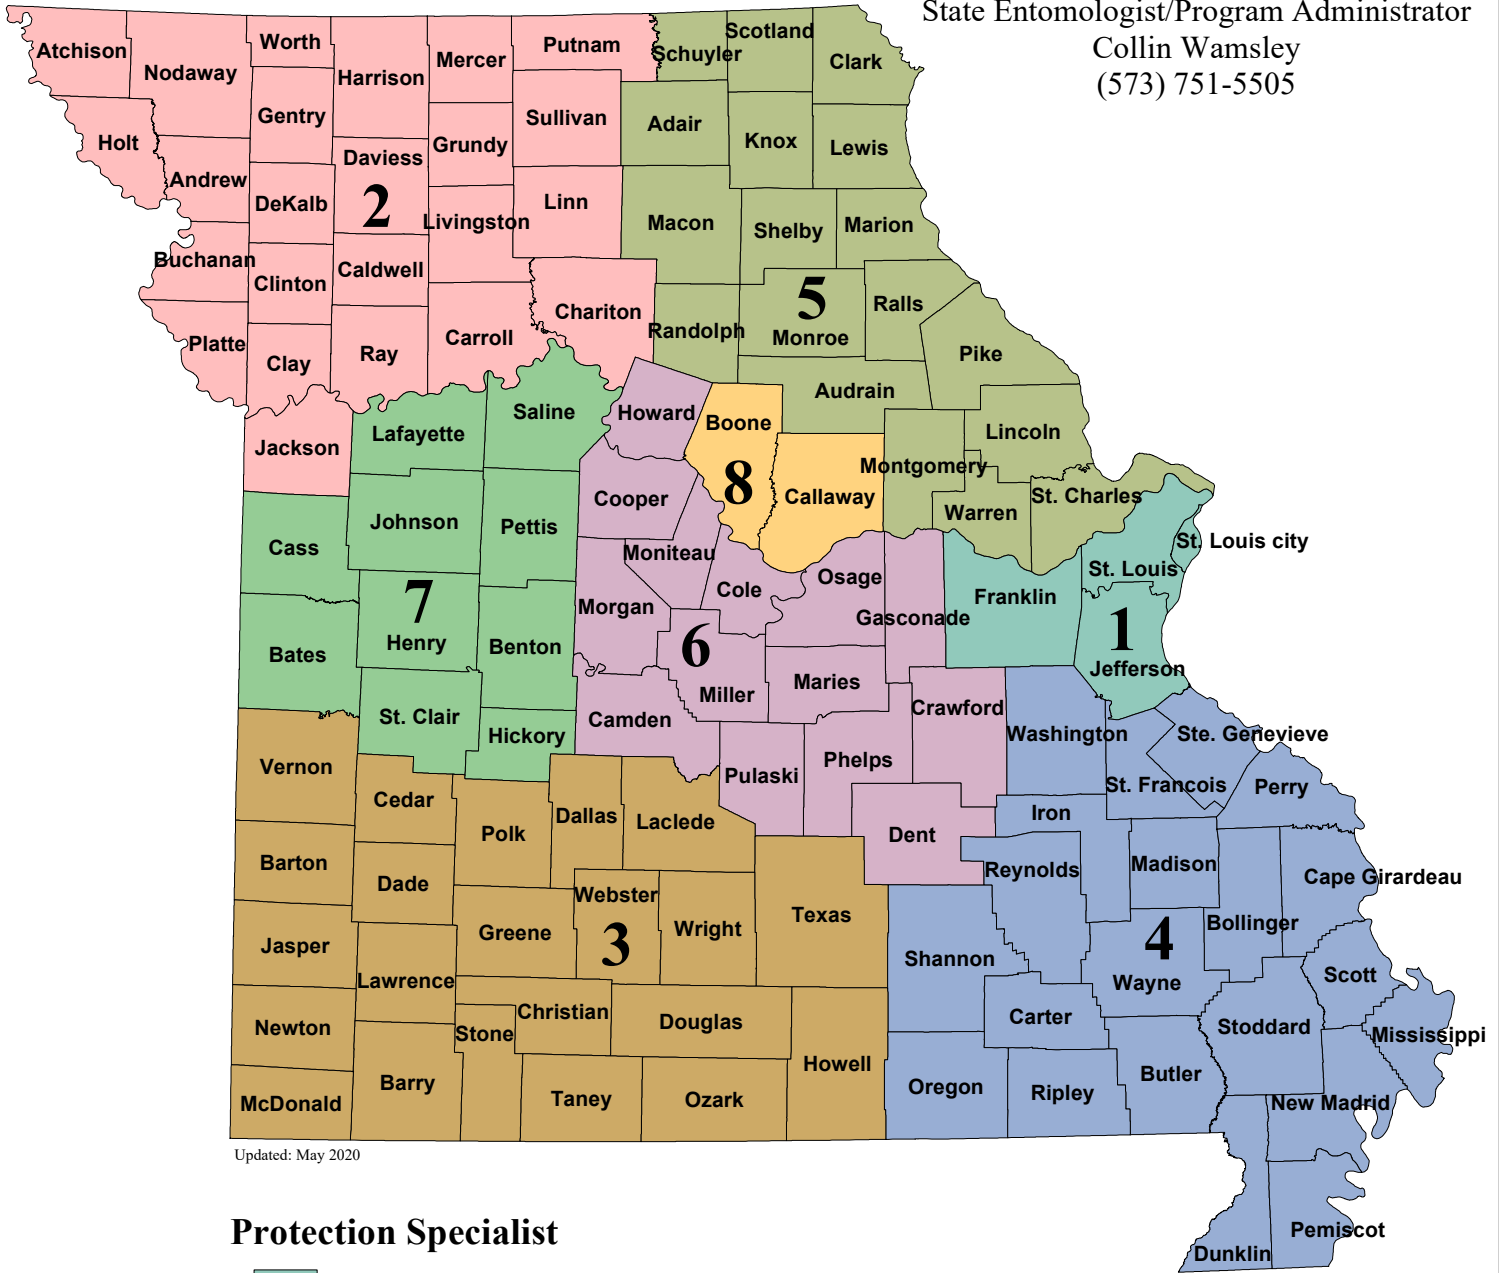 State Entomologist/Program Administrator
Collin Wamsley
(573) 751-5505
Atchison
Nodaway
Worth
Harrison
Mercer
Putnam
Schuyler
Scotland
Clark
Holt
Gentry
Grundy
Sullivan
Adair
Knox
Lewis
Andrew
DeKalb
Daviess
2
Livingston
Linn
Macon
Shelby
Marion
Buchanan
Clinton
Caldwell
Chariton
Randolph
5
Monroe
Ralls
Platte
Clay
Ray
Carroll
Pike
Audrain
Jackson
Lafayette
Saline
Howard
Boone
8
Callaway
Montgomery
Lincoln
Warren
St. Charles
Cass
Johnson
Pettis
Cooper
Moniteau
Cole
Osage
Gasconade
Franklin
St. Louis
St. Louis city
1
Jefferson
Bates
7
Henry
Benton
Morgan
6
Miller
Maries
St. Clair
Hickory
Camden
Pulaski
Phelps
Crawford
Washington
Ste. Genevieve
St. Francois
Perry
Vernon
Cedar
Polk
Dallas
Laclede
Dent
Iron
Reynolds
Madison
Cape Girardeau
Bollinger
Barton
Dade
Greene
Webster
3
Wright
Texas
Shannon
4
Wayne
Scott
Jasper
Lawrence
Christian
Stone
Douglas
Howell
Carter
Stoddard
Mississippi
Newton
McDonald
Barry
Taney
Ozark
Oregon
Ripley
Butler
New Madrid
Dunklin
Pemiscot
Updated: May 2020
Protection Specialist